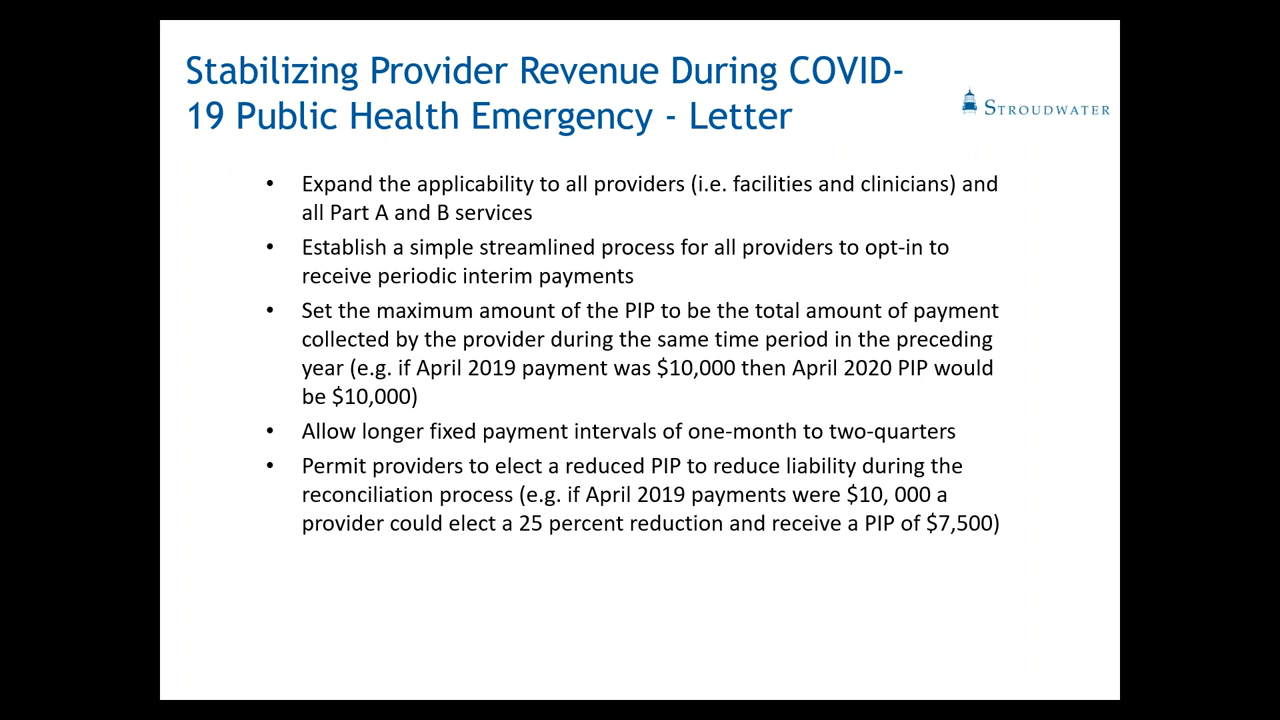 Stabilizing Provider Revenue During COVID-
19 Public Health Emergency - Letter
STROUDWATER
• Expand the applicability to all providers (i.e. facilities and clinicians) and
all Part A and B services
• Establish a simple streamlined process for all providers to opt-in to
receive periodic interim payments
• Set the maximum amount of the PIP to be the total amount of payment
collected by the provider during the same time period in the preceding
year (e.g. if April 2019 payment was $10,000 then April 2020 PIP would
be $10,000)
• Allow longer fixed payment intervals of one-month to two-quarters
• Permit providers to elect a reduced PIP to reduce liability during the
reconciliation process (e.g. if April 2019 payments were $10, 000 a
provider could elect a 25 percent reduction and receive a PIP of $7,500)